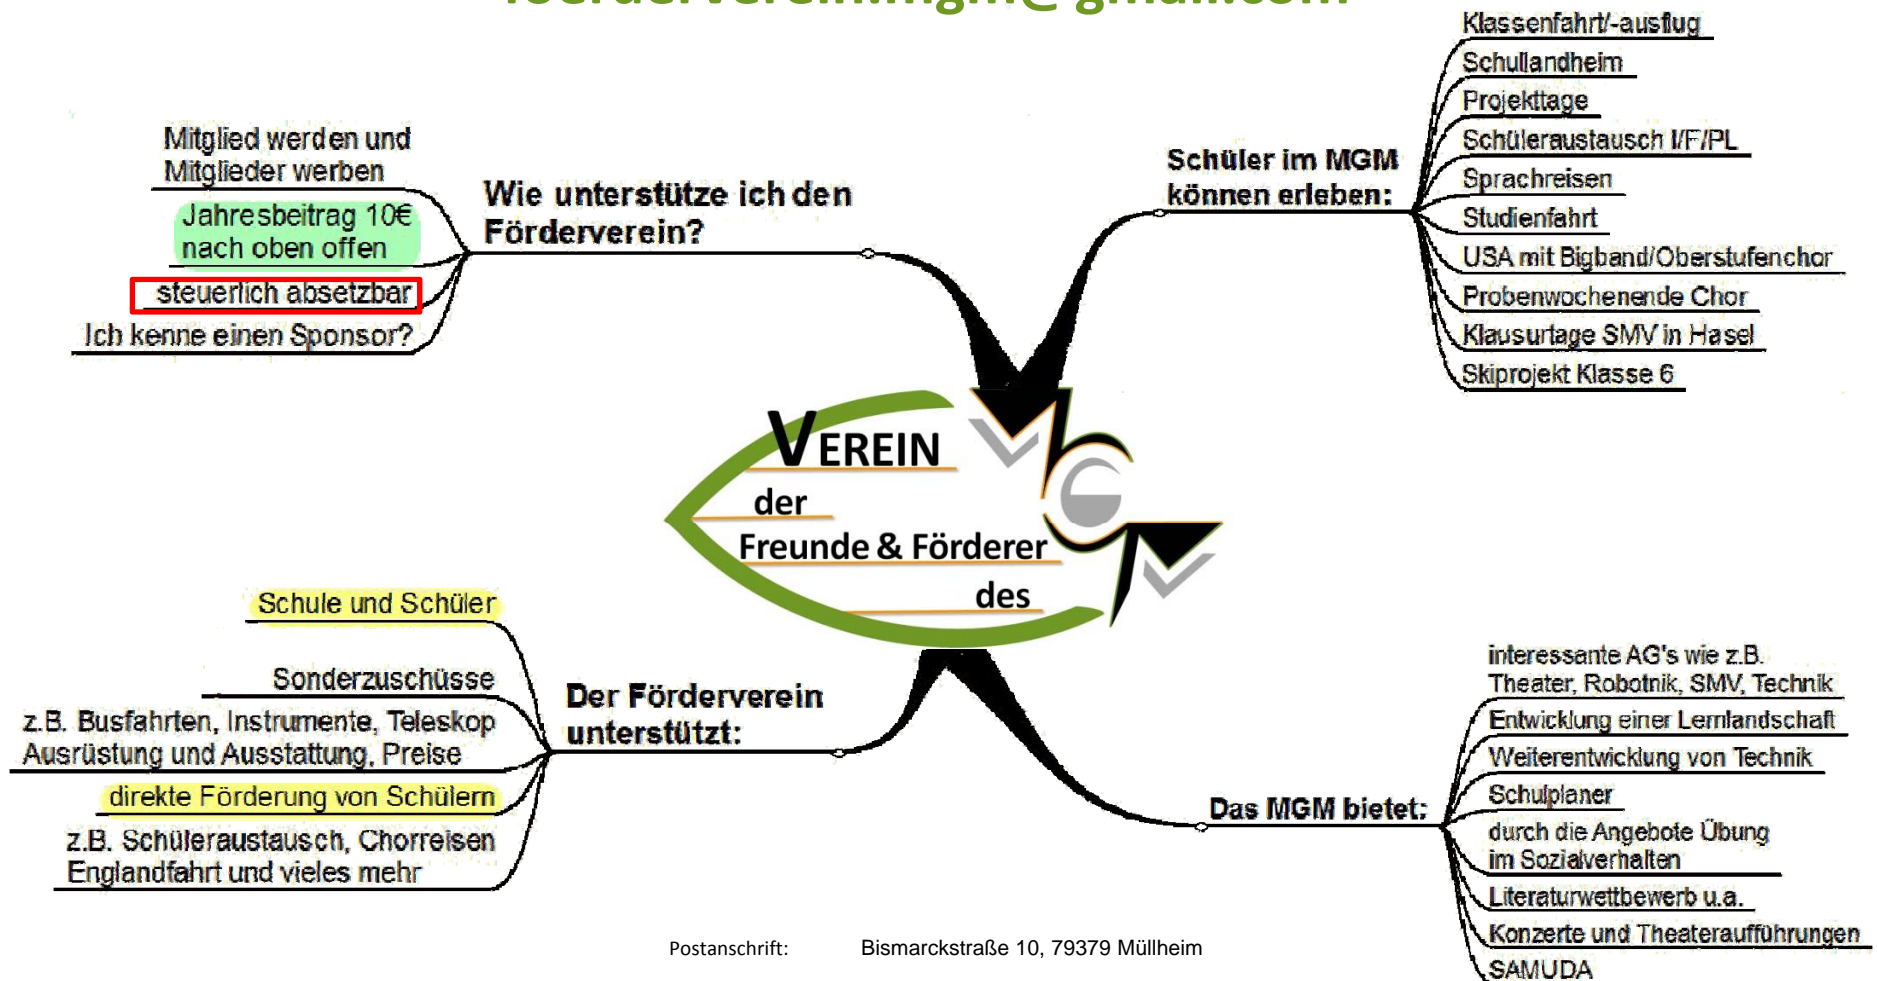 foerderverein.mgm@gmail.com
Mitglied werden und
Mitglieder werben
Jahresbeitrag 10€
nach oben offen
steuerlich absetzbar
Ich kenne einen Sponsor?
Wie unterstütze ich den
Förderverein?
Schüler im MGM
können erleben:
Klassenfahrt/-ausflug
Schullandheim
Projekttage
Schüleraustausch I/F/PL
Sprachreisen
Studienfahrt
USA mit Bigband/Oberstufenchor
Probenwochenende Chor
Klausurtage SMV in Hasel
Skiprojekt Klasse 6
VEREIN
der
Freunde & Förderer
des
MGM
Schule und Schüler
Sonderzuschüsse
z.B. Busfahrten, Instrumente, Teleskop
Ausrüstung und Ausstattung, Preise
direkte Förderung von Schülern
z.B. Schüleraustausch, Chorreisen
Englandfahrt und vieles mehr
Der Förderverein
unterstützt:
Das MGM bietet:
interessante AG's wie z.B.
Theater, Robotnik, SMV, Technik
Entwicklung einer Lernlandschaft
Weiterentwicklung von Technik
Schulplaner
durch die Angebote Übung
im Sozialverhalten
Literaturwettbewerb u.a.
Konzerte und Theateraufführungen
SAMUDA
Postanschrift: Bismarckstraße 10, 79379 Müllheim